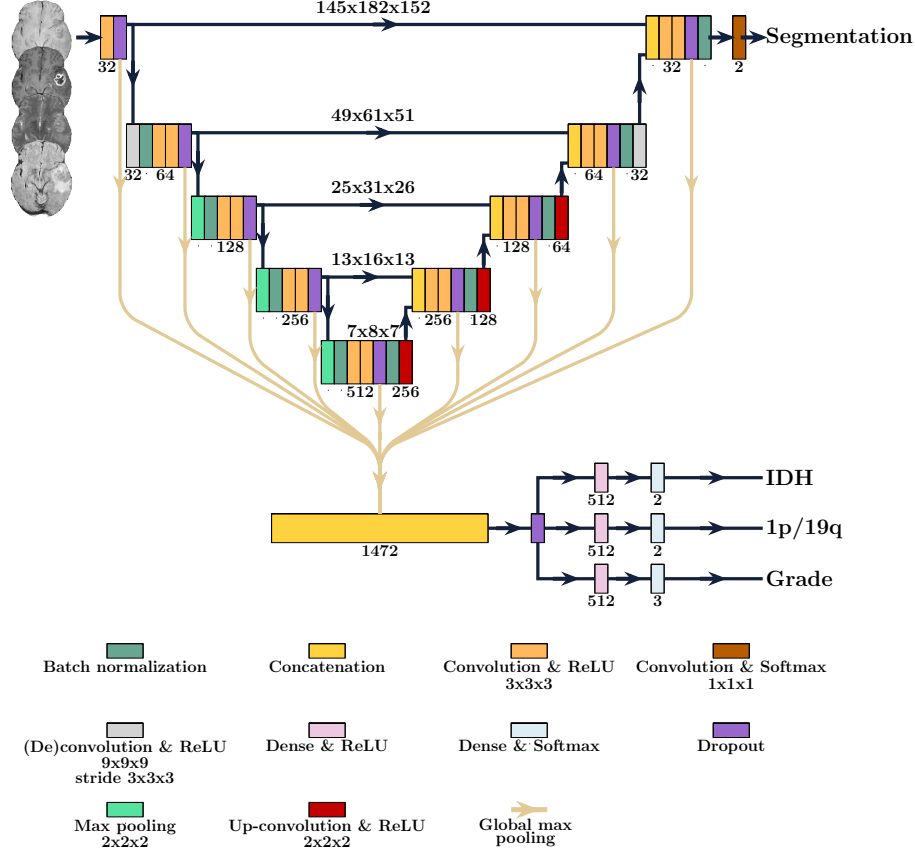 145x182x152
Segmentation
32
32
2
49x61x51
32 64
64 32
25x31x26
128
128 64
13x16x13
256
256 128
7x8x7
512 256
IDH
512 2
1p/19q
1472
512 2
Grade
512 3
Batch normalization
Concatenation
Convolution & ReLU
3x3x3
Convolution & Softmax
1x1x1
(De)convolution & ReLU
9x9x9
stride 3x3x3
Dense & ReLU
Dense & Softmax
Dropout
Max pooling
2x2x2
Up-convolution & ReLU
2x2x2
Global max
pooling